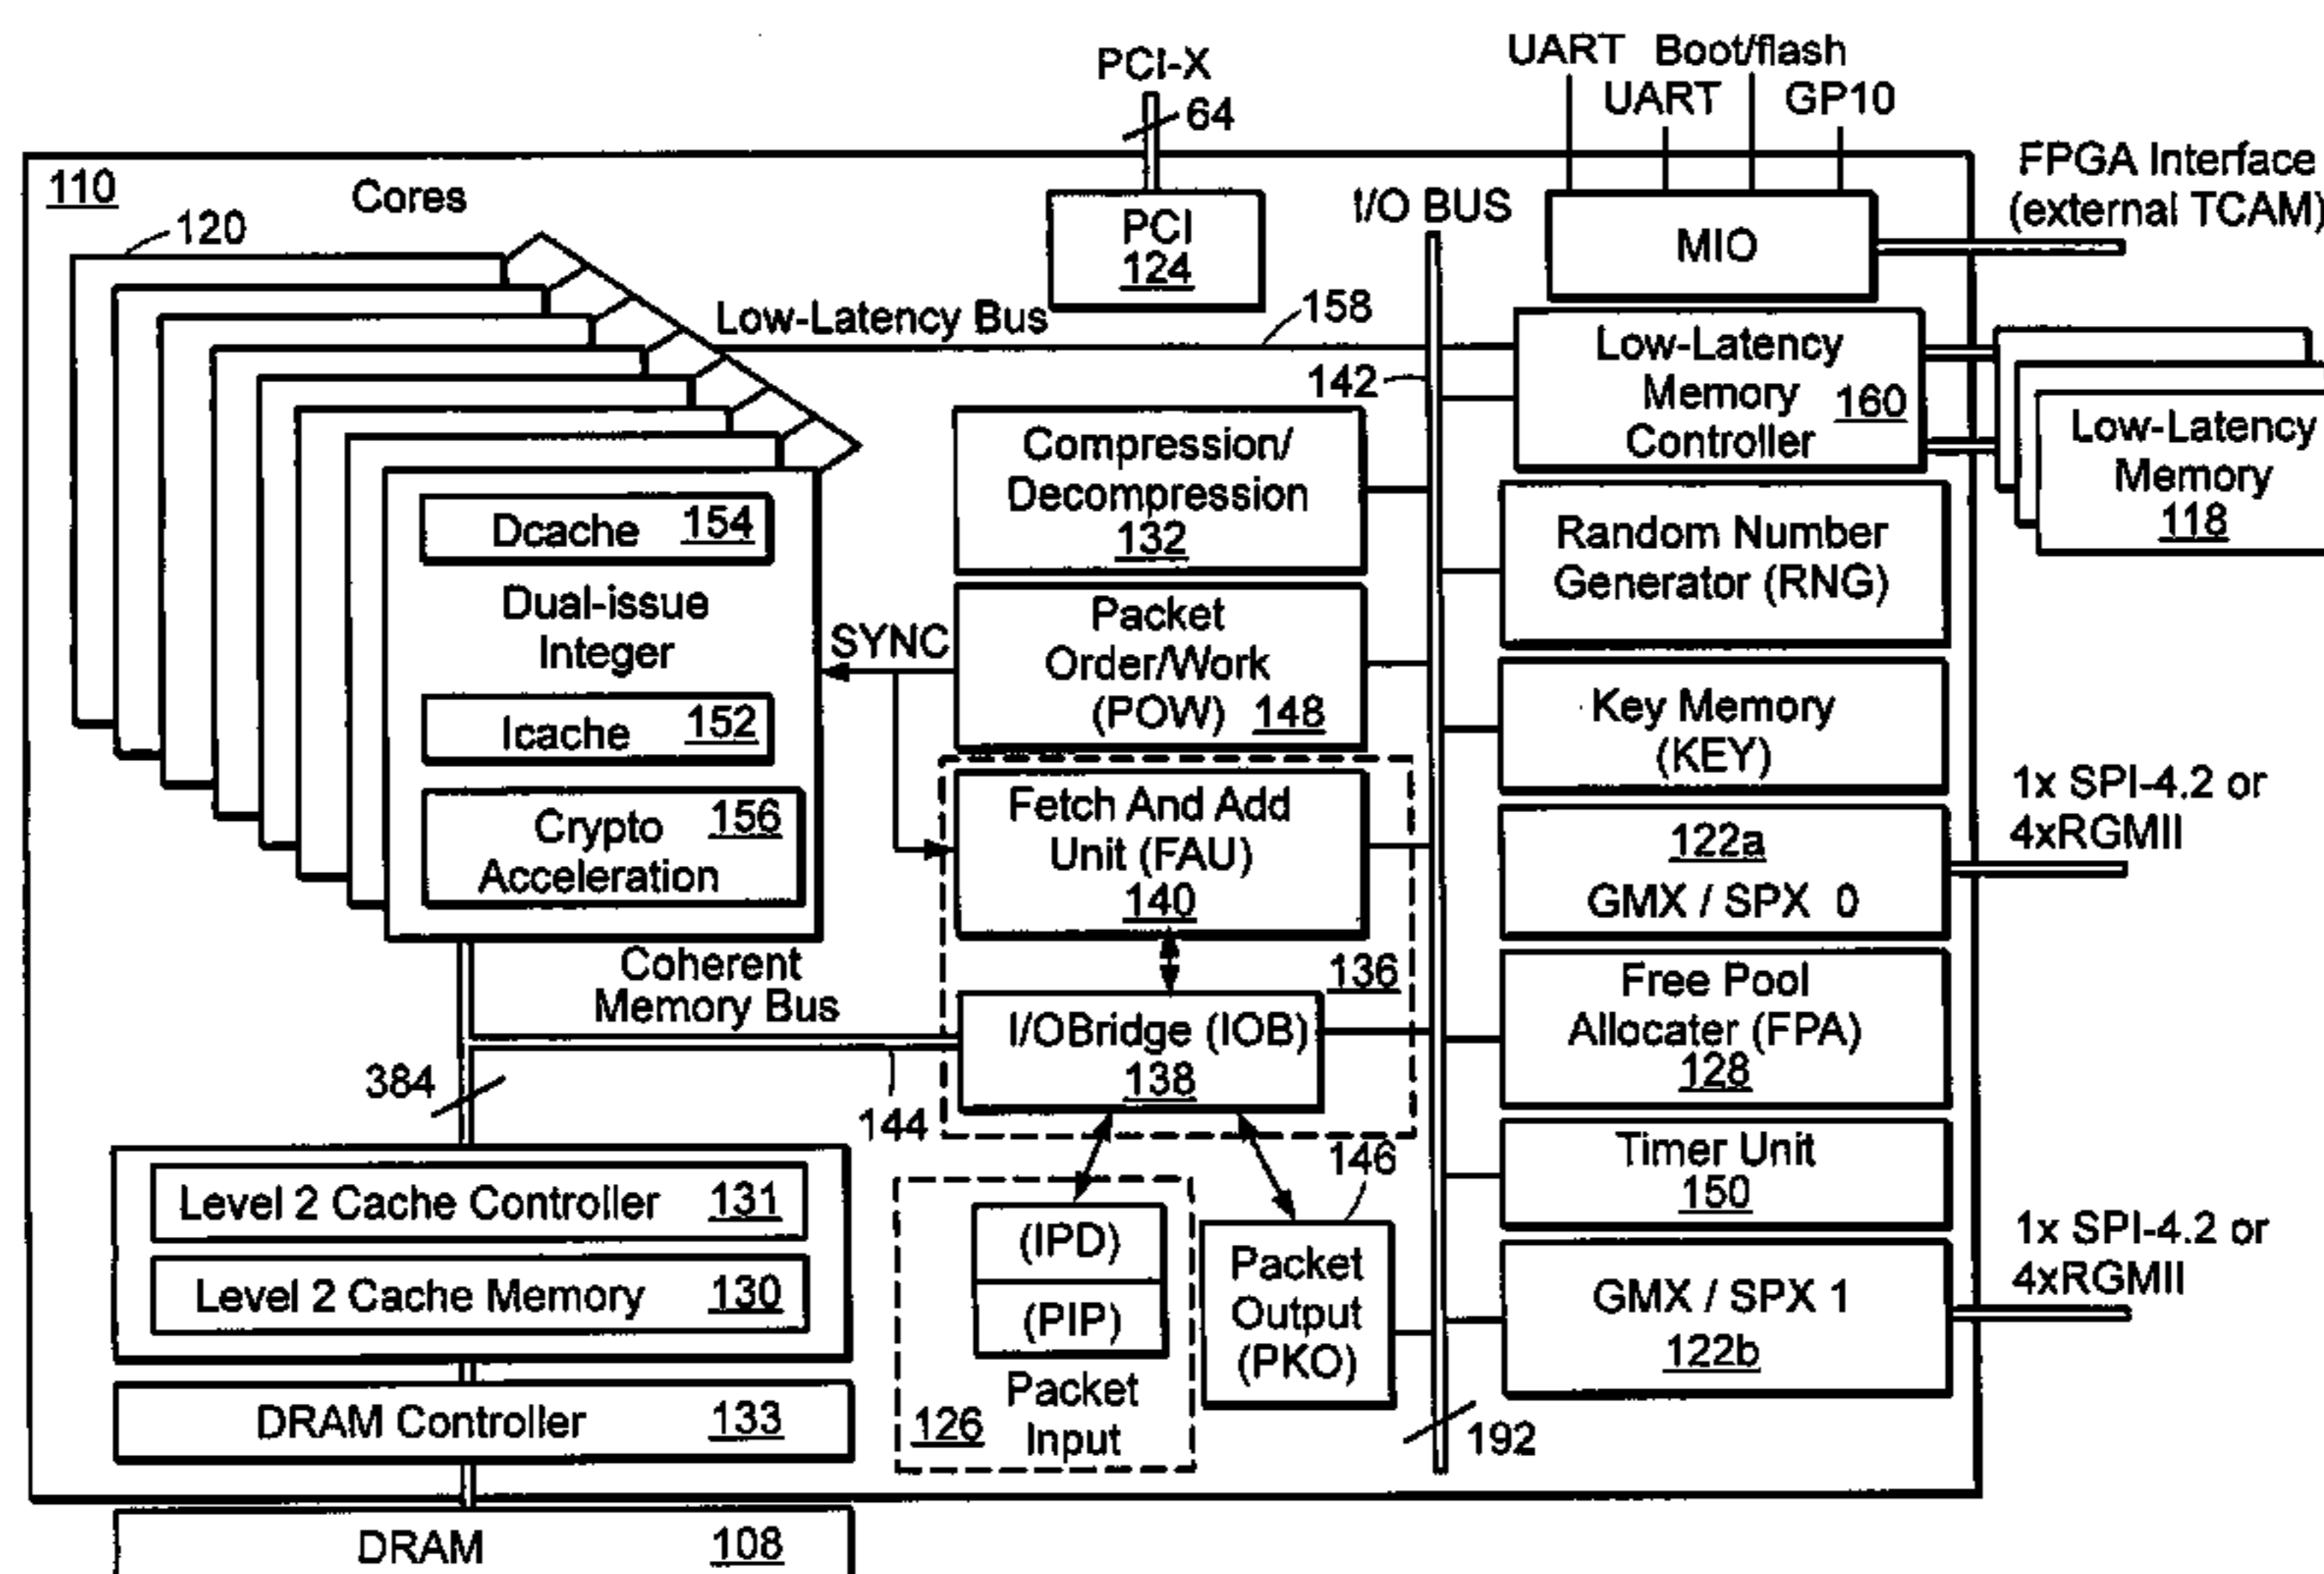 PCI-X
64
UART Boot/flash
UART GP10
FPGA Interface
(external TCAM)
110
Cores
120
PCI
124
I/O BUS
MIO
Low-Latency Bus
158
142
Low-Latency
Memory
Controller
160
Low-Latency
Memory
118
Compression/
Decompression
132
Dcache 154
Dual-issue
Integer
Icache 152
Crypto
Acceleration
156
SYNC
Packet
Order/Work
(POW) 148
Random Number
Generator (RNG)
Key Memory
(KEY)
Fetch And Add
Unit (FAU)
140
122a
GMX / SPX 0
1x SPI-4.2 or
4xRGMII
Coherent
Memory Bus
136
I/OBridge (IOB)
138
Free Pool
Allocater (FPA)
128
384
144
146
Timer Unit
150
Level 2 Cache Controller 131
Level 2 Cache Memory 130
(IPD)
(PIP)
Packet
Input
126
Packet
Output
(PKO)
GMX / SPX 1
122b
1x SPI-4.2 or
4xRGMII
DRAM Controller 133
192
DRAM 108